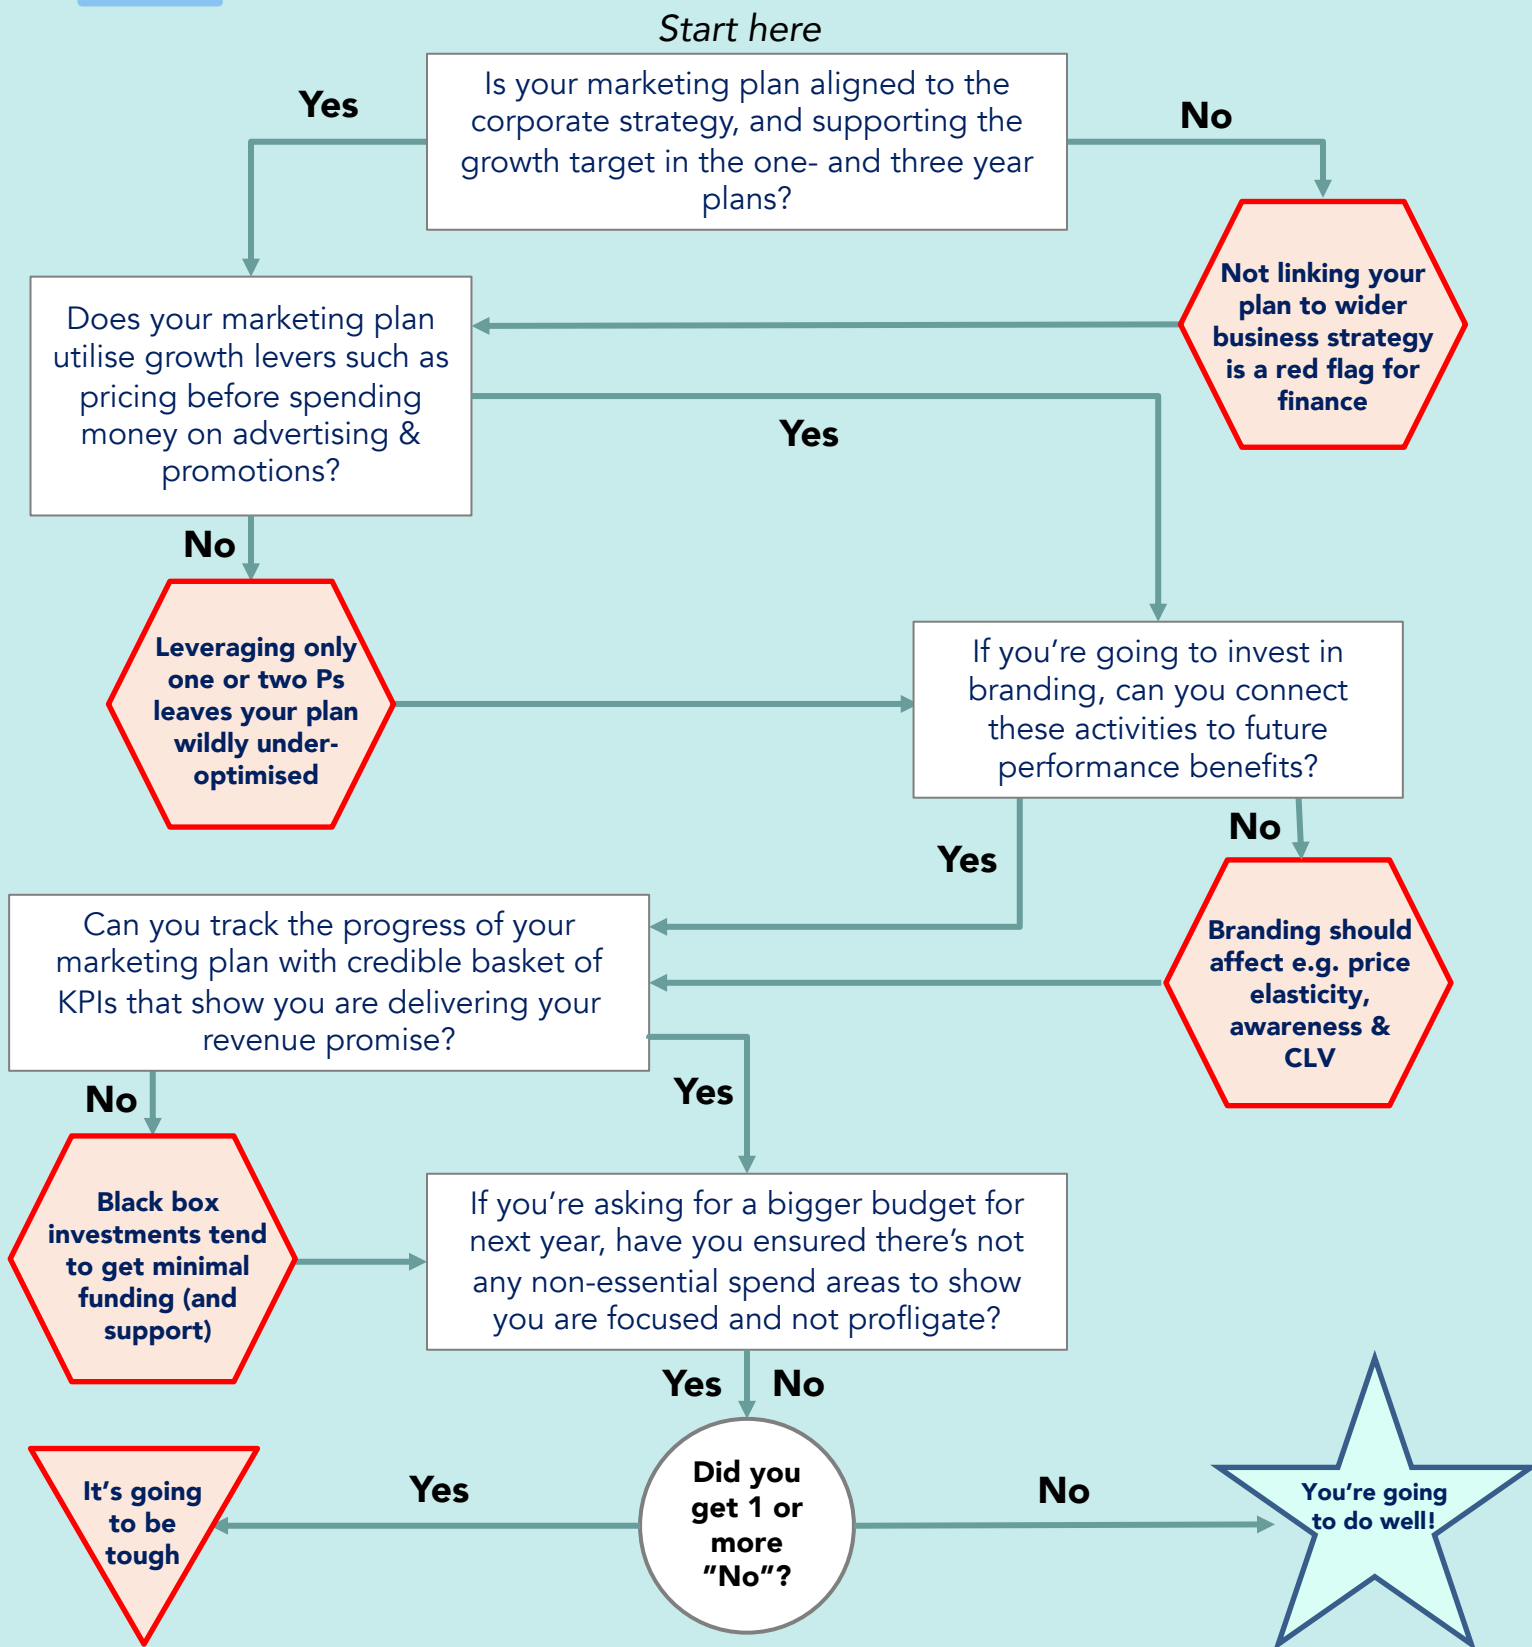 Start here
Is your marketing plan aligned to the
corporate strategy, and supporting the
growth target in the one- and three year
plans?
Yes
No
Not linking your
plan to wider
business strategy
is a red flag for
finance
Does your marketing plan
utilise growth levers such as
pricing before spending
money on advertising &
promotions?
Yes
No
Leveraging only
one or two Ps
leaves your plan
wildly under-
optimised
If you're going to invest in
branding, can you connect
these activities to future
performance benefits?
Yes
No
Branding should
affect e.g. price
elasticity,
awareness &
CLV
Can you track the progress of your
marketing plan with credible basket of
KPIs that show you are delivering your
revenue promise?
No
Yes
Black box
investments tend
to get minimal
funding (and
support)
If you're asking for a bigger budget for
next year, have you ensured there's not
any non-essential spend areas to show
you are focused and not profligate?
Yes
No
Did you
get 1 or
more
"No"?
Yes
No
It's going
to be
tough
You're going
to do well!